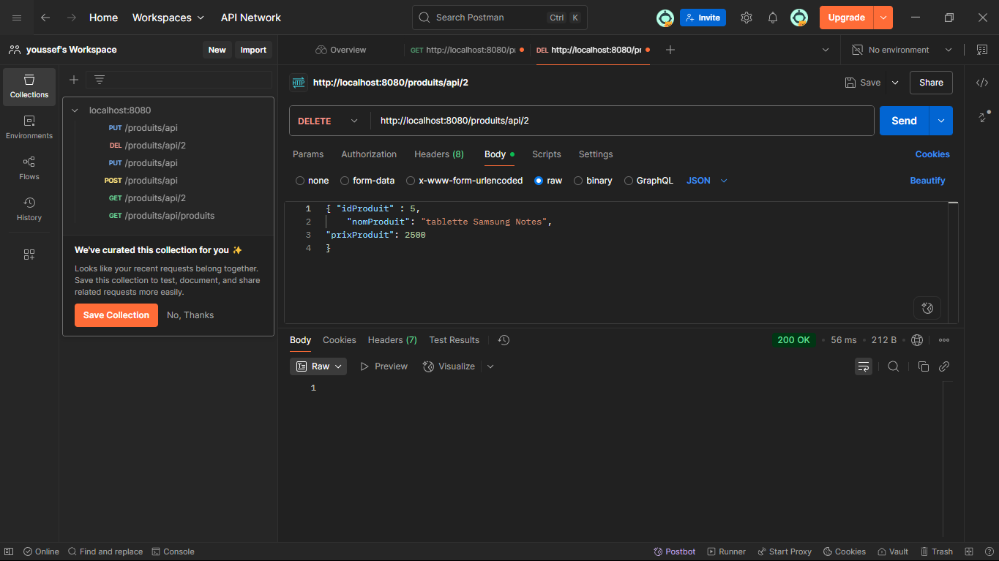 Home Workspaces API Network Search Postman Ctrl K Invite Upgrade
youssef's Workspace New Import Overview GET http://localhost:8080/pr DEL http://localhost:8080/pr No environment
Collections
Environments
Flows
History
localhost:8080
PUT /produits/api
DEL /produits/api/2
PUT /produits/api
POST /produits/api
GET /produits/api/2
GET /produits/api/produits
We've curated this collection for you ✨
Looks like your recent requests belong together.
Save this collection to test, document, and share
related requests more easily.
Save Collection No, Thanks
HTTP http://localhost:8080/produits/api/2 Save Share
DELETE http://localhost:8080/produits/api/2 Send
Params Authorization Headers (8) Body Scripts Settings Cookies
none form-data x-www-form-urlencoded raw binary GraphQL JSON Beautify
1 { "idProduit" : 5,
2 "nomProduit": "tablette Samsung Notes",
3 "prixProduit": 2500
4 }
Body Cookies Headers (7) Test Results 200 OK • 56 ms • 212 B
Raw Preview Visualize
1
Online Find and replace Console Postbot Runner Start Proxy Cookies Vault Trash